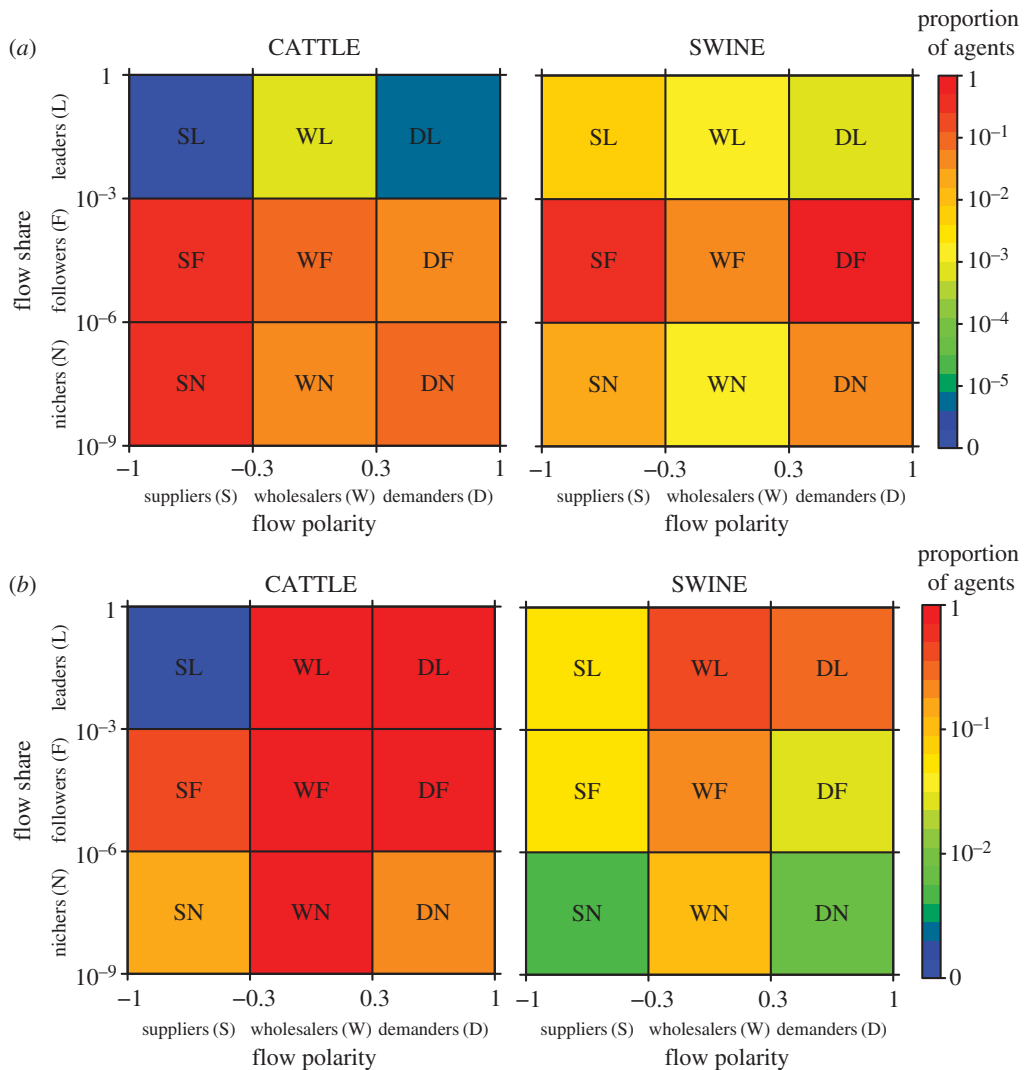 (a)
CATTLE
SWINE
proportion
of agents
1
10⁻³
10⁻⁶
10⁻⁹
flow share
leaders (L)
followers (F)
nichers (N)
SL WL DL
SF WF DF
SN WN DN
−1 −0.3 0.3 1
suppliers (S) wholesalers (W) demanders (D)
flow polarity
SL WL DL
SF WF DF
SN WN DN
−1 −0.3 0.3 1
suppliers (S) wholesalers (W) demanders (D)
flow polarity
1
10⁻¹
10⁻²
10⁻³
10⁻⁵
0
(b)
CATTLE
SWINE
proportion
of agents
1
10⁻³
10⁻⁶
10⁻⁹
flow share
leaders (L)
followers (F)
nichers (N)
SL WL DL
SF WF DF
SN WN DN
−1 −0.3 0.3 1
suppliers (S) wholesalers (W) demanders (D)
flow polarity
SL WL DL
SF WF DF
SN WN DN
−1 −0.3 0.3 1
suppliers (S) wholesalers (W) demanders (D)
flow polarity
1
10⁻¹
10⁻²
0